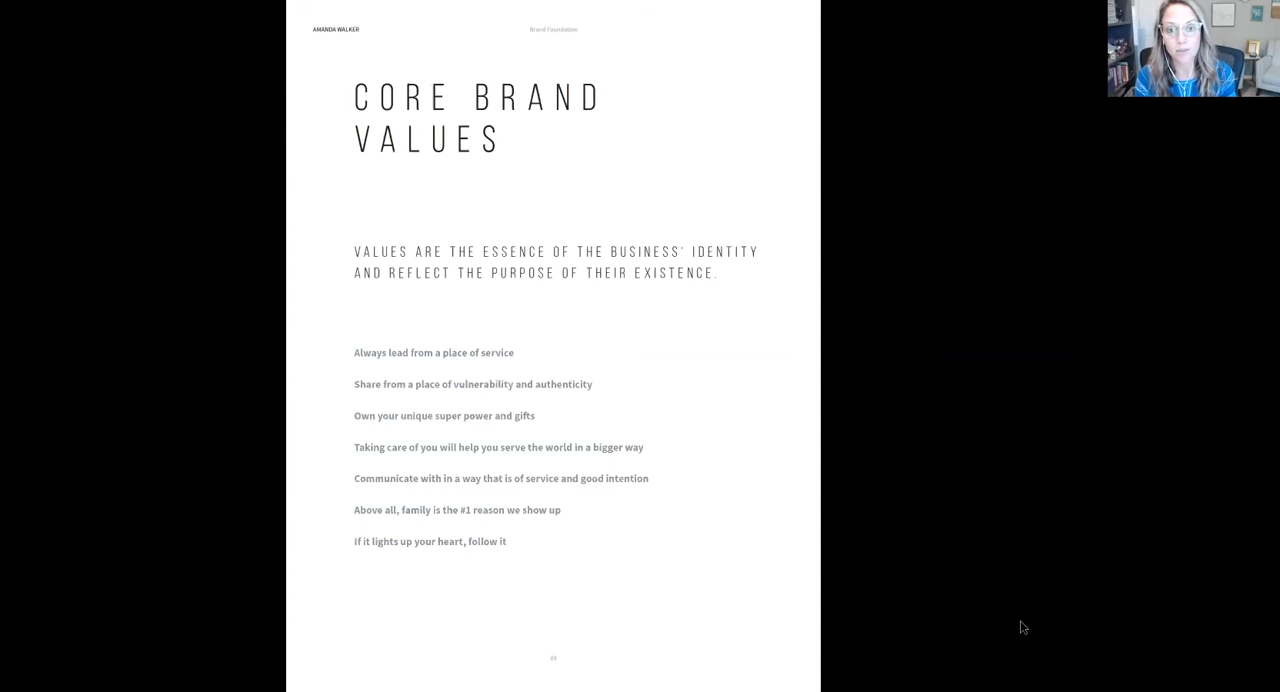 AMANDA WALKER
Brand Foundation
CORE BRAND
VALUES
VALUES ARE THE ESSENCE OF THE BUSINESS' IDENTITY
AND REFLECT THE PURPOSE OF THEIR EXISTENCE.
Always lead from a place of service
Share from a place of vulnerability and authenticity
Own your unique super power and gifts
Taking care of you will help you serve the world in a bigger way
Communicate with in a way that is of service and good intention
Above all, family is the #1 reason we show up
If it lights up your heart, follow it